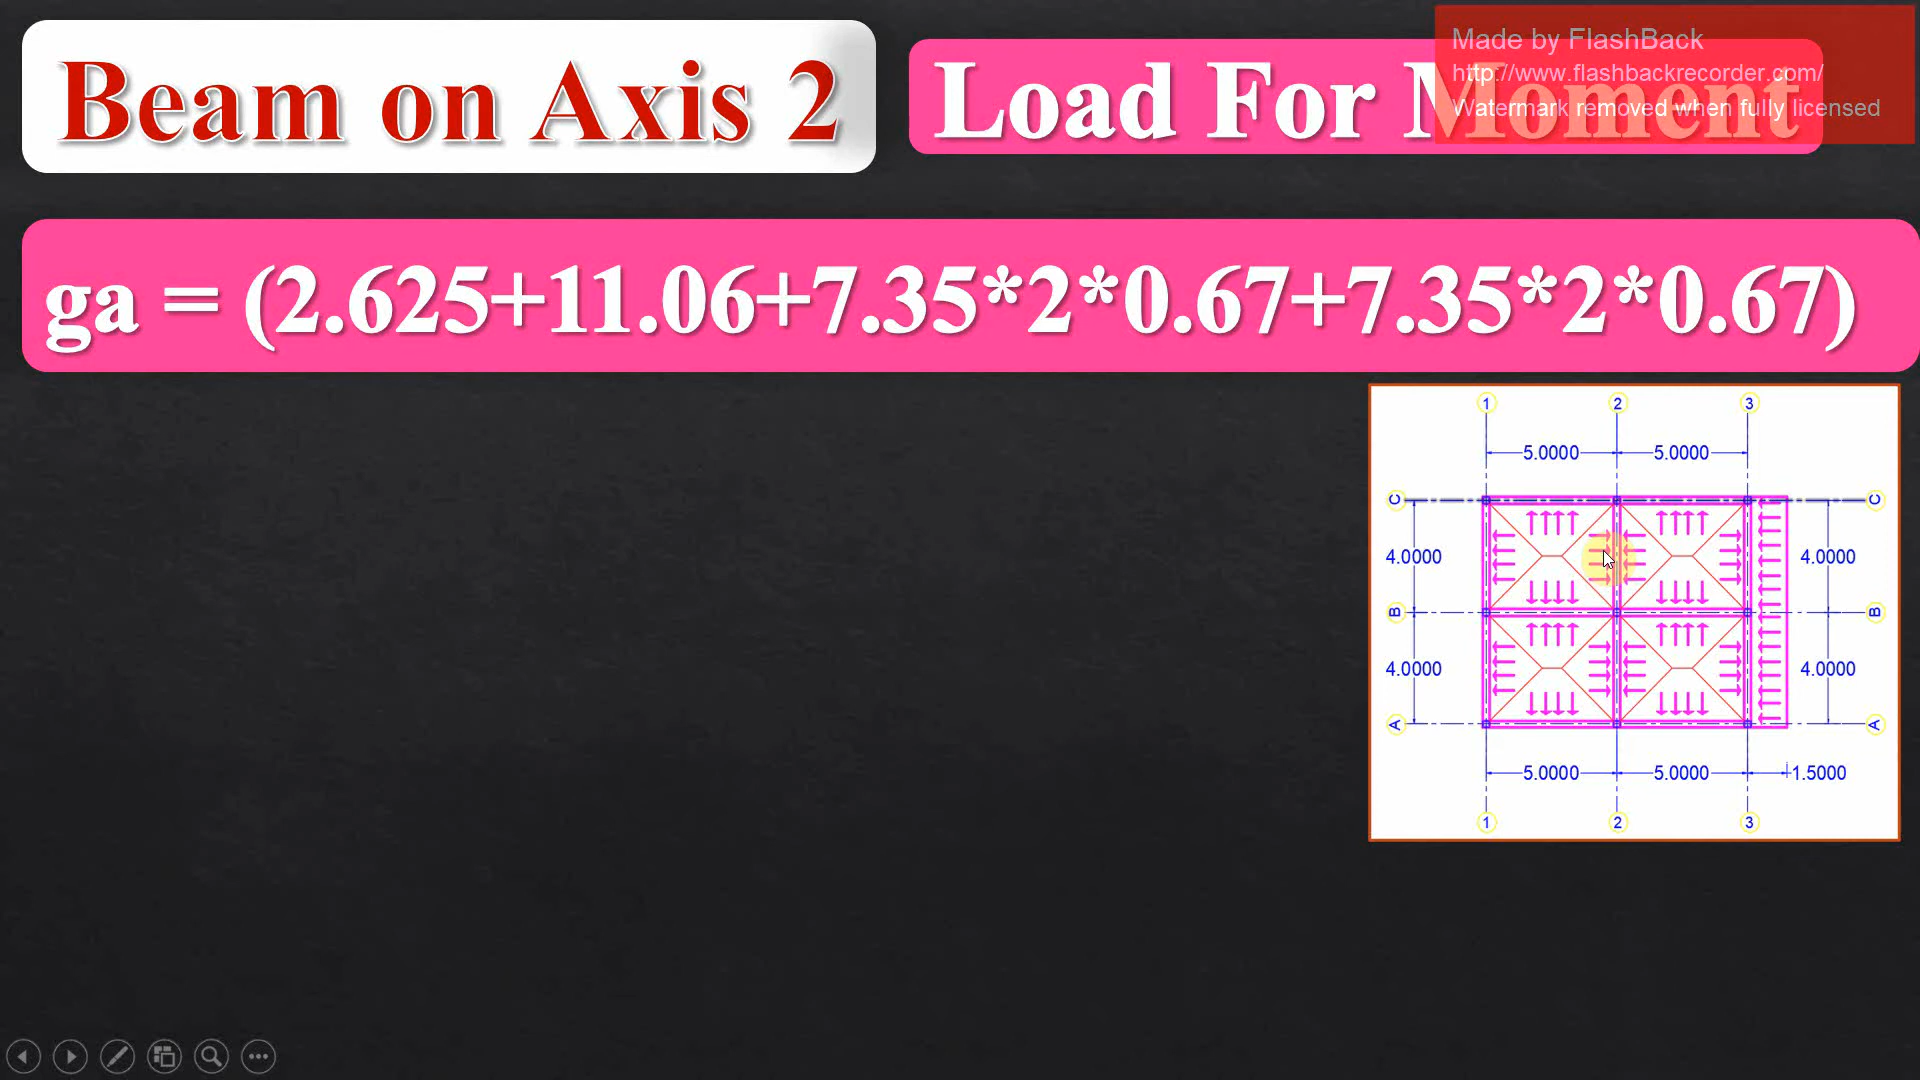 Beam on Axis 2
Load For Moment
Made by FlashBack
http://www.flashbackrecorder.com/
Watermark removed when fully licensed
ga = (2.625+11.06+7.35*2*0.67+7.35*2*0.67)
1 2 3
5.0000 5.0000
C C
4.0000 4.0000
B B
4.0000 4.0000
A A
5.0000 5.0000 1.5000
1 2 3